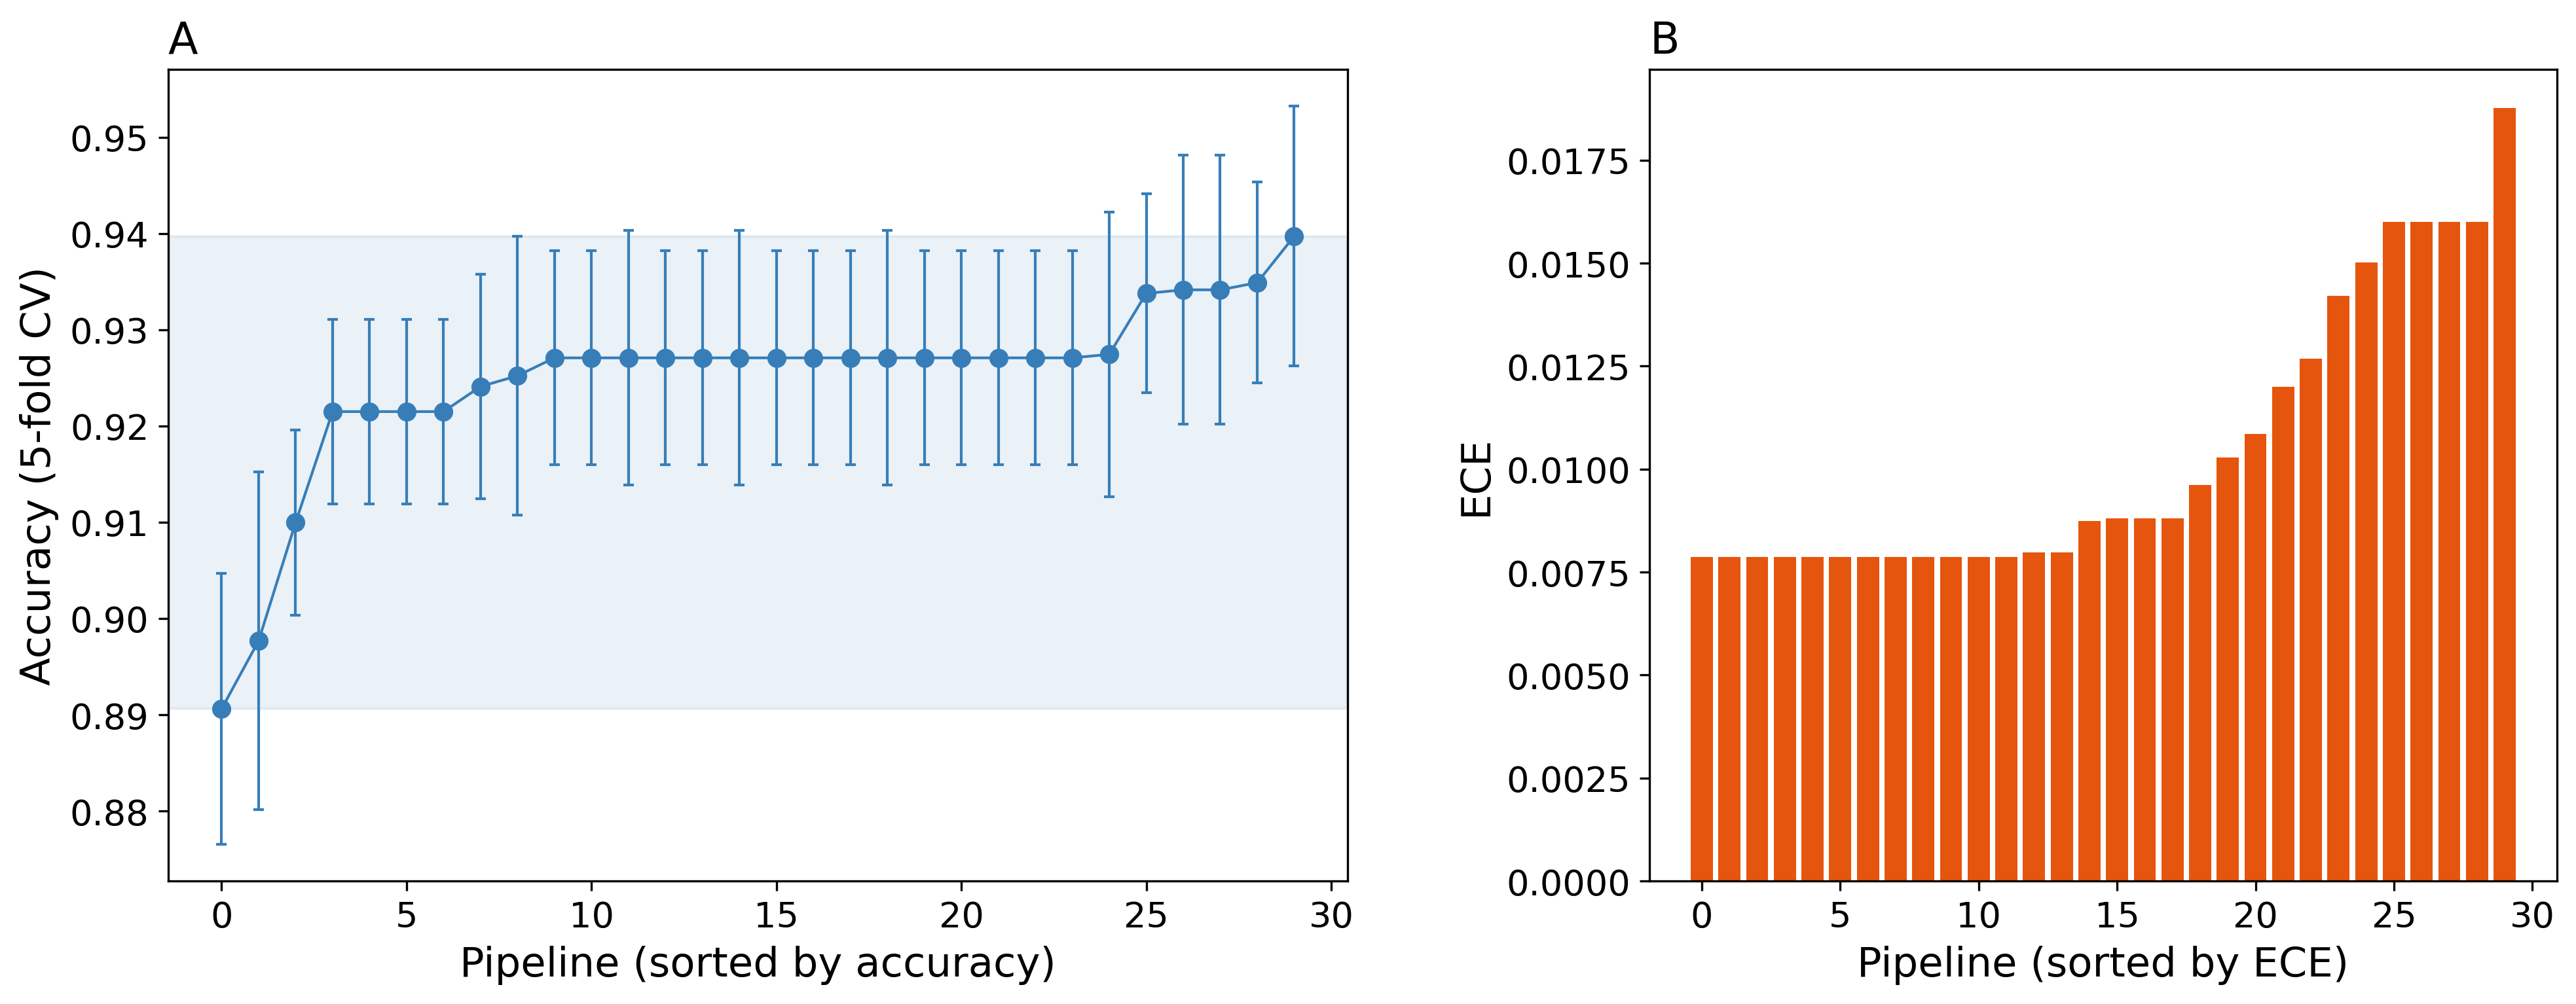 A
Accuracy (5-fold CV)
0.95
0.94
0.93
0.92
0.91
0.90
0.89
0.88
0 5 10 15 20 25 30
Pipeline (sorted by accuracy)
B
ECE
0.0175
0.0150
0.0125
0.0100
0.0075
0.0050
0.0025
0.0000
0 5 10 15 20 25 30
Pipeline (sorted by ECE)